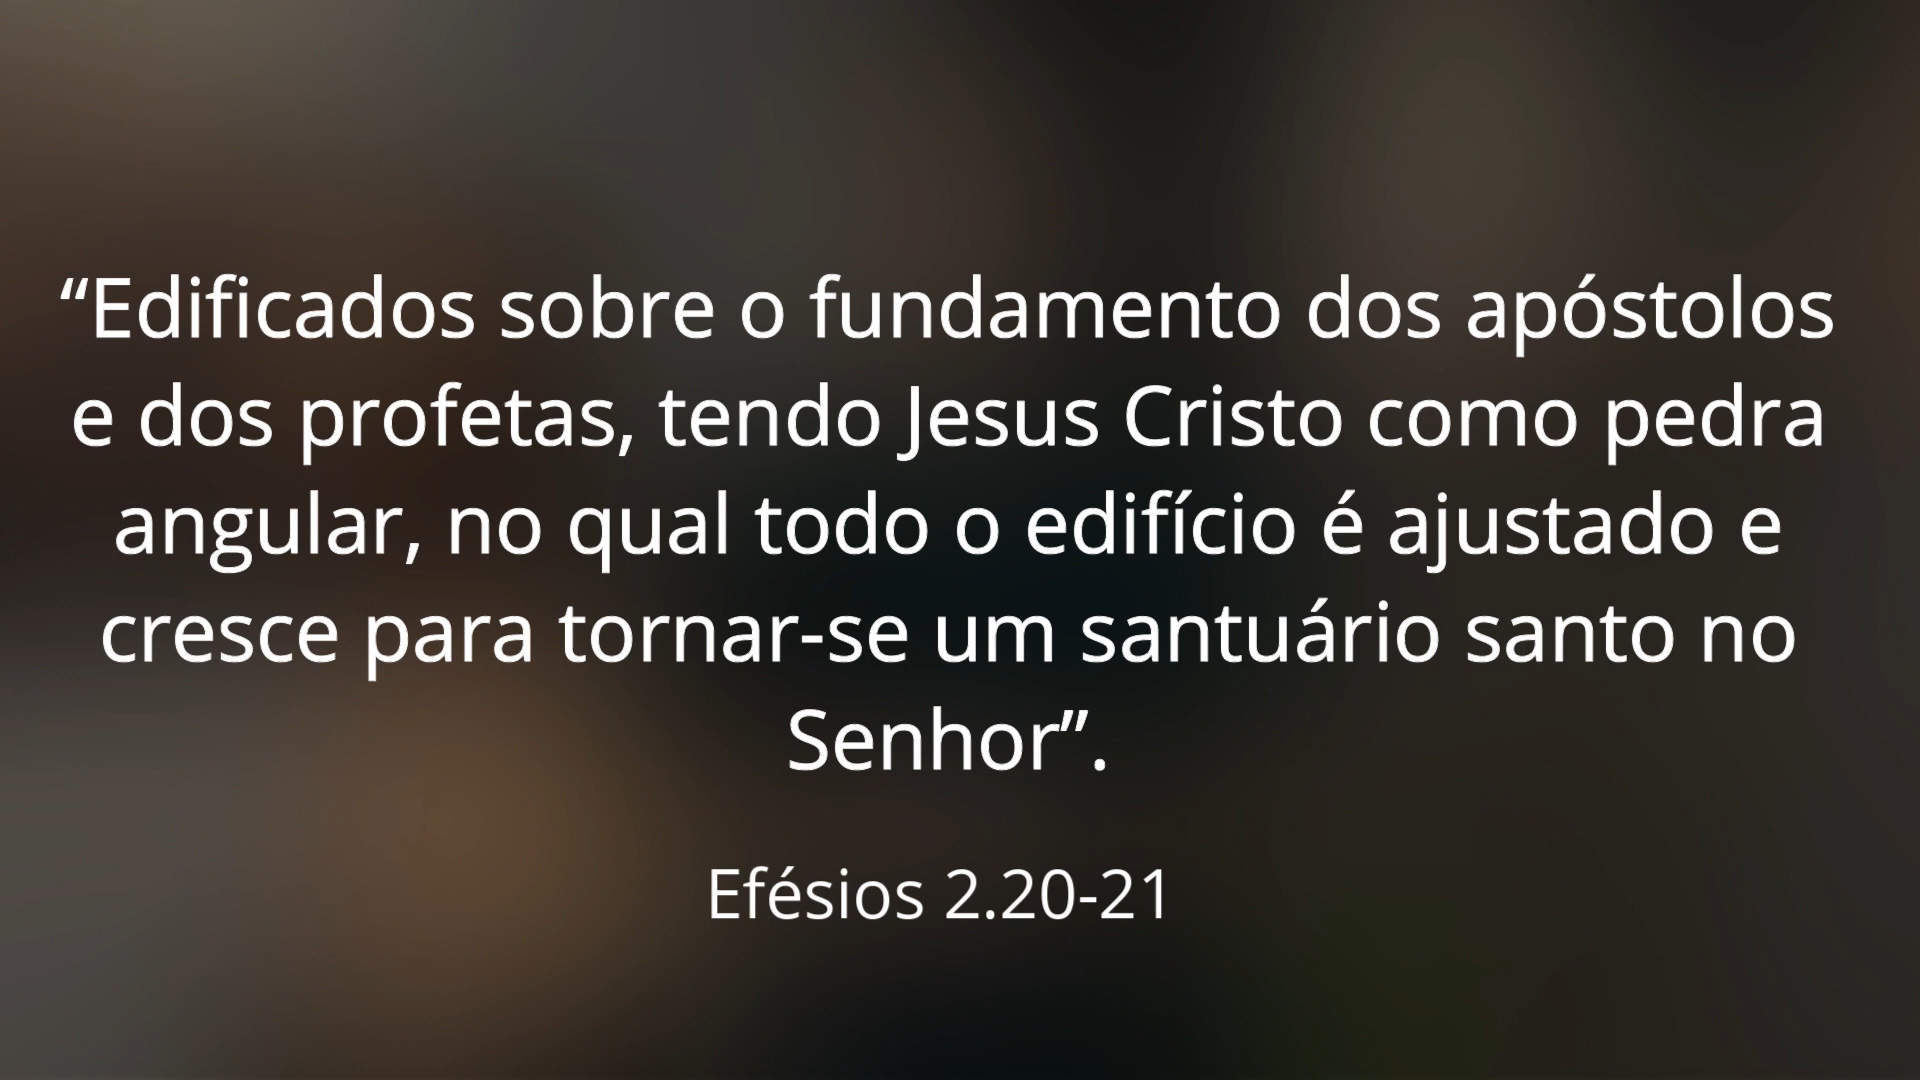 “Edificados sobre o fundamento dos apóstolos
e dos profetas, tendo Jesus Cristo como pedra
angular, no qual todo o edifício é ajustado e
cresce para tornar-se um santuário santo no
Senhor”.
Efésios 2.20-21